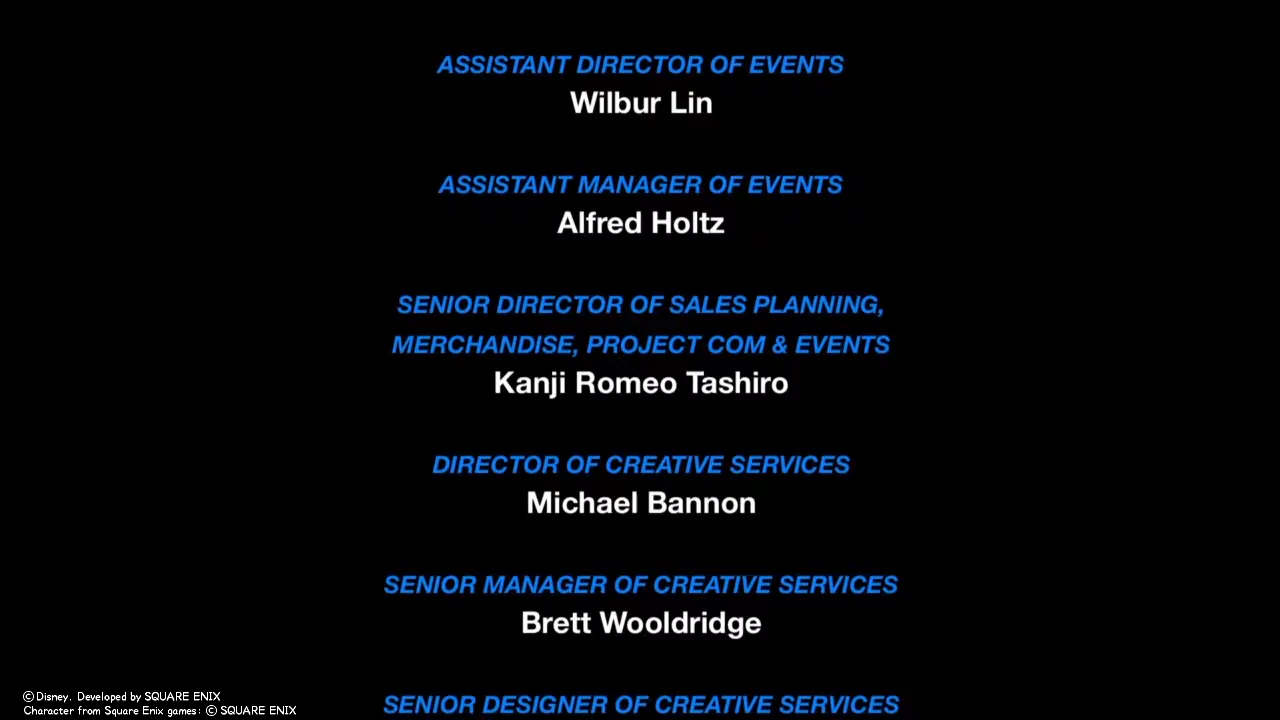 ASSISTANT DIRECTOR OF EVENTS
Wilbur Lin
ASSISTANT MANAGER OF EVENTS
Alfred Holtz
SENIOR DIRECTOR OF SALES PLANNING,
MERCHANDISE, PROJECT COM & EVENTS
Kanji Romeo Tashiro
DIRECTOR OF CREATIVE SERVICES
Michael Bannon
SENIOR MANAGER OF CREATIVE SERVICES
Brett Wooldridge
SENIOR DESIGNER OF CREATIVE SERVICES
© Disney. Developed by SQUARE ENIX
Character from Square Enix games: © SQUARE ENIX